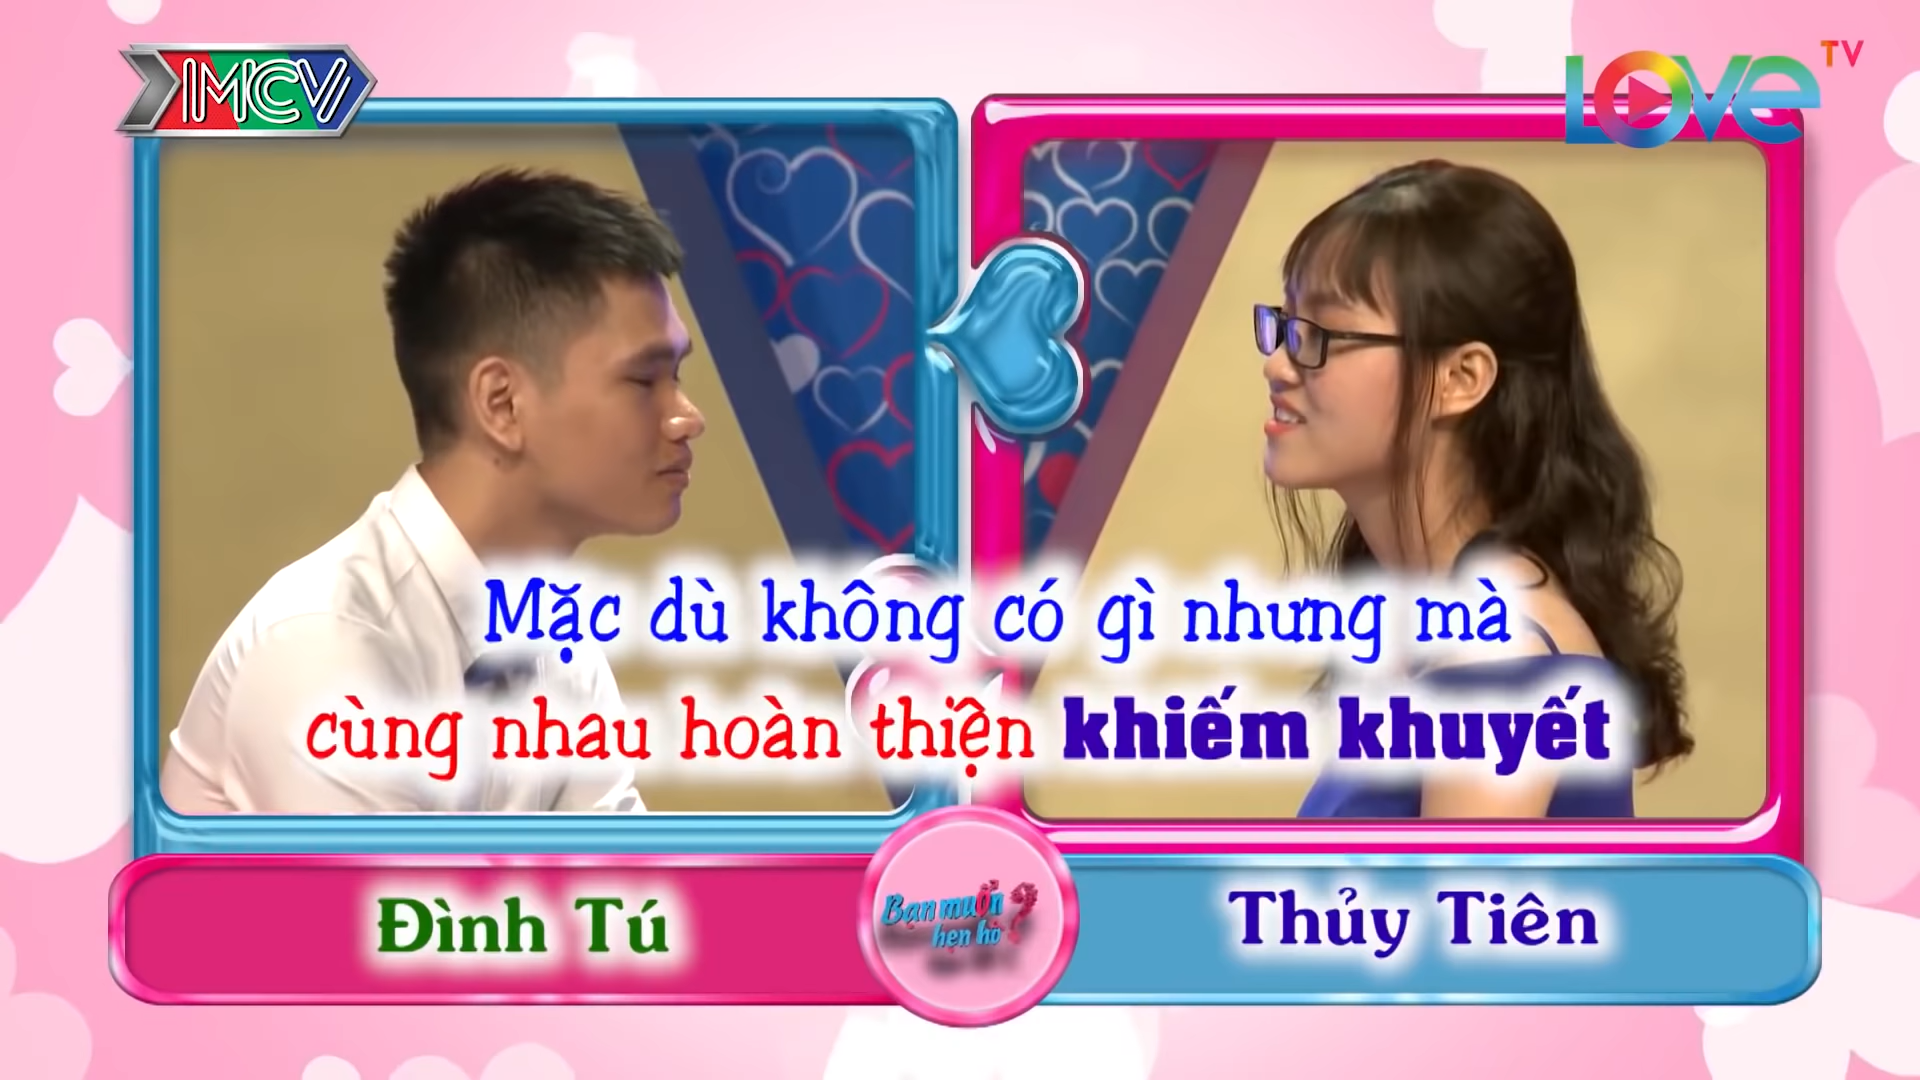 MCV
LOVE TV
Mặc dù không có gì nhưng mà
cùng nhau hoàn thiện khiếm khuyết
Đình Tú
Bạn muốn
hẹn hò?
Thủy Tiên